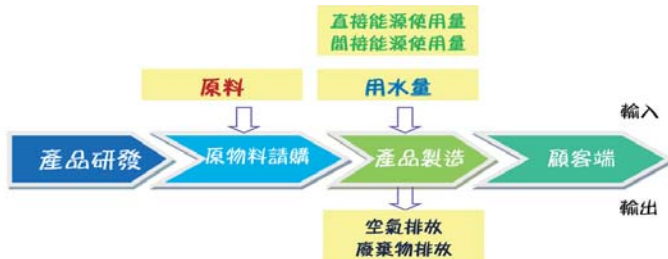 直接能源使用量
間接能源使用量
原料
用水量
輸入
產品研發
原物料請購
產品製造
顧客端
輸出
空氣排放
廢棄物排放